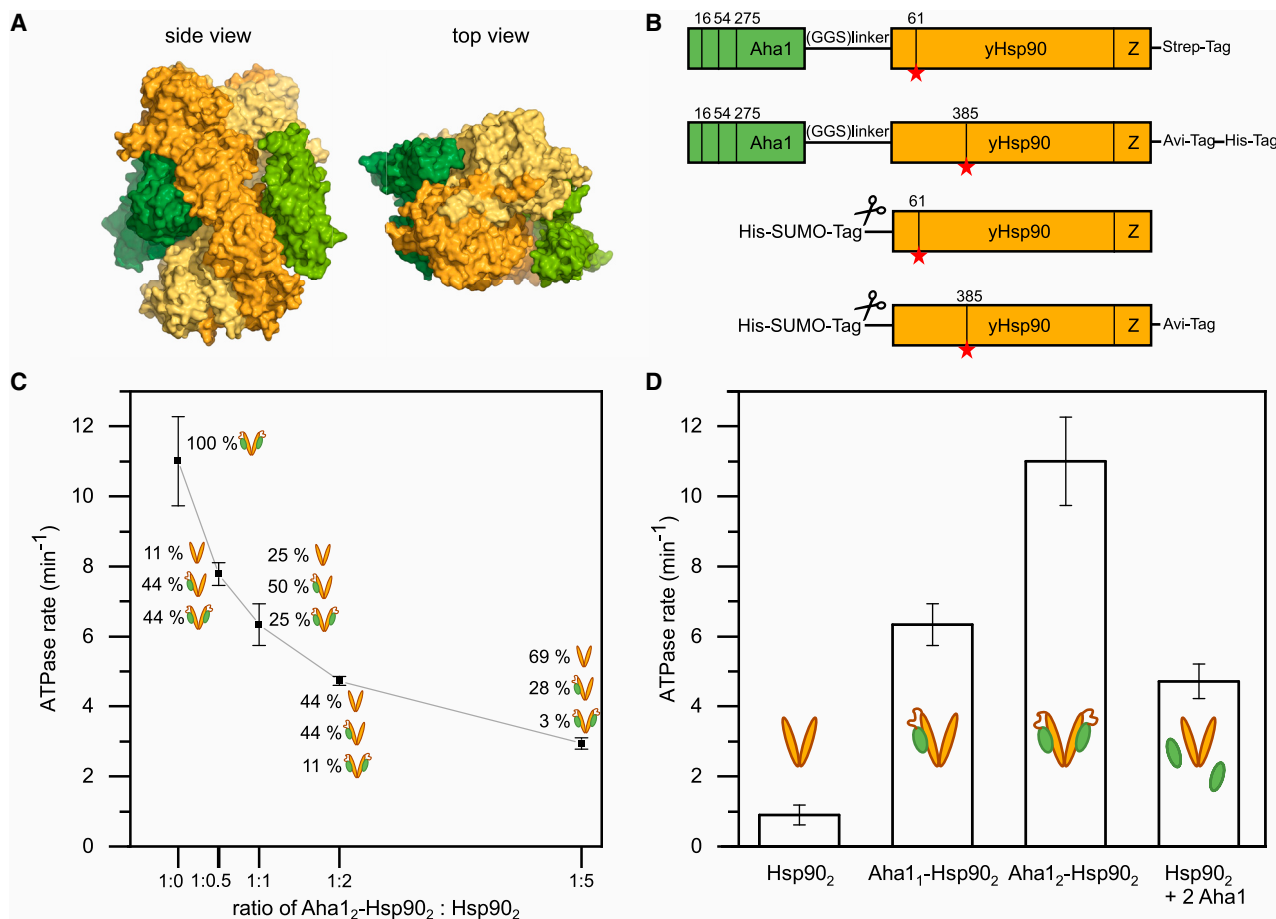 A
side view
top view
B
16 54 275
Aha1
(GGS)linker
61
yHsp90
Z
Strep-Tag
16 54 275
Aha1
(GGS)linker
385
yHsp90
Z
Avi-Tag
His-Tag
His-SUMO-Tag
61
yHsp90
Z
His-SUMO-Tag
385
yHsp90
Z
Avi-Tag
C
ATPase rate (min⁻¹)
12
10
8
6
4
2
0
100 %
11 %
44 %
44 %
25 %
50 %
25 %
44 %
44 %
11 %
69 %
28 %
3 %
1:0
1:0.5
1:1
1:2
1:5
ratio of Aha1₂-Hsp90₂ : Hsp90₂
D
ATPase rate (min⁻¹)
12
10
8
6
4
2
0
Hsp90₂
Aha1₁-Hsp90₂
Aha1₂-Hsp90₂
Hsp90₂
+ 2 Aha1